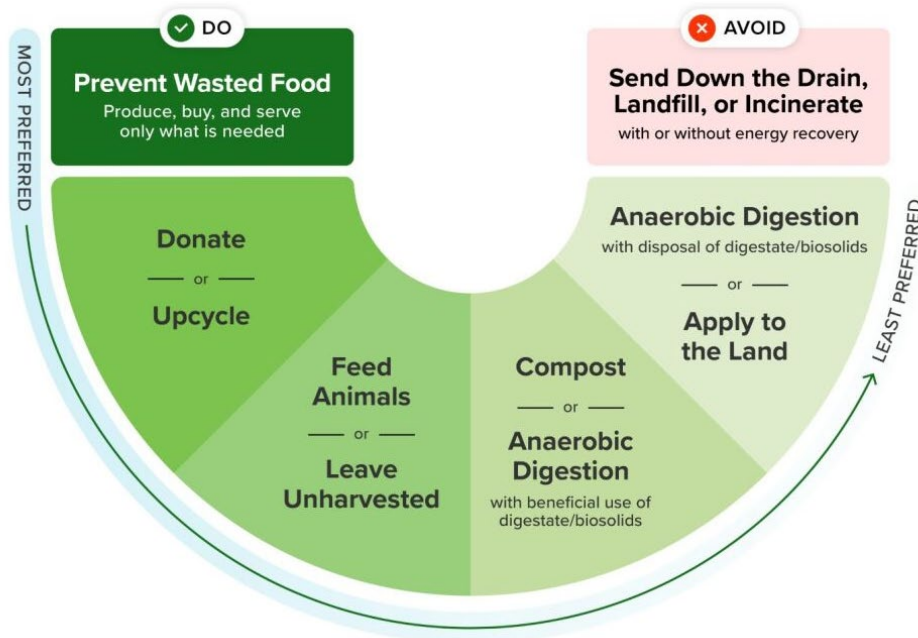 DO
Prevent Wasted Food
Produce, buy, and serve
only what is needed
AVOID
Send Down the Drain,
Landfill, or Incinerate
with or without energy recovery
MOST PREFERRED
Donate
or
Upcycle
Feed
Animals
or
Leave
Unharvested
Compost
or
Anaerobic
Digestion
with beneficial use of
digestate/biosolids
Anaerobic Digestion
with disposal of digestate/biosolids
or
Apply to
the Land
LEAST PREFERRED